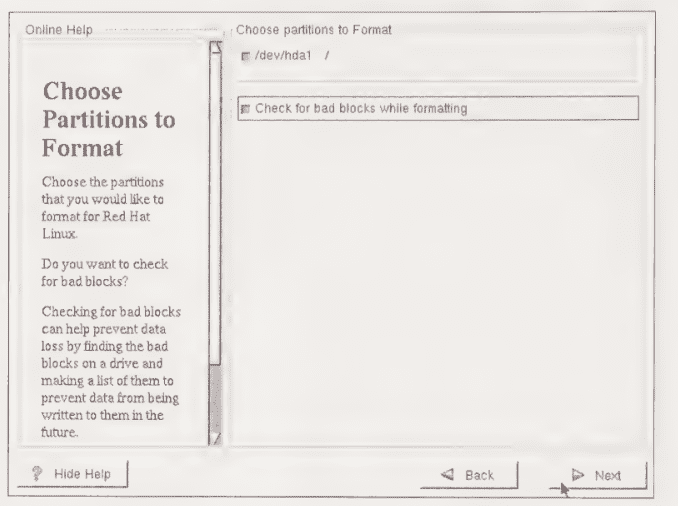 Online Help
Choose
Partitions to
Format
Choose the partitions
that you would like to
format for Red Hat
Linux.
Do you want to check
for bad blocks?
Checking for bad blocks
can help prevent data
loss by finding the bad
blocks on a drive and
making a list of them to
prevent data from being
written to them in the
future.
Choose partitions to Format
/dev/hda1 /
Check for bad blocks while formatting
Hide Help
Back
Next